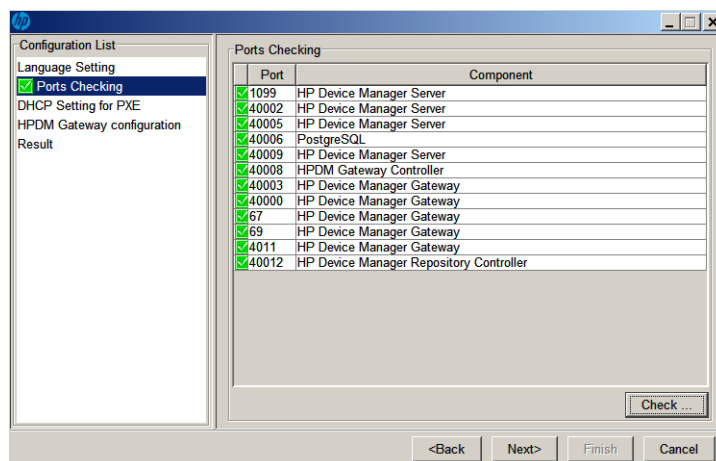 hp
Configuration List
Language Setting
Ports Checking
DHCP Setting for PXE
HPDM Gateway configuration
Result
Ports Checking
Port Component
1099 HP Device Manager Server
40002 HP Device Manager Server
40005 HP Device Manager Server
40006 PostgreSQL
40009 HP Device Manager Server
40008 HPDM Gateway Controller
40003 HP Device Manager Gateway
40000 HP Device Manager Gateway
67 HP Device Manager Gateway
69 HP Device Manager Gateway
4011 HP Device Manager Gateway
40012 HP Device Manager Repository Controller
Check ...
<Back Next> Finish Cancel